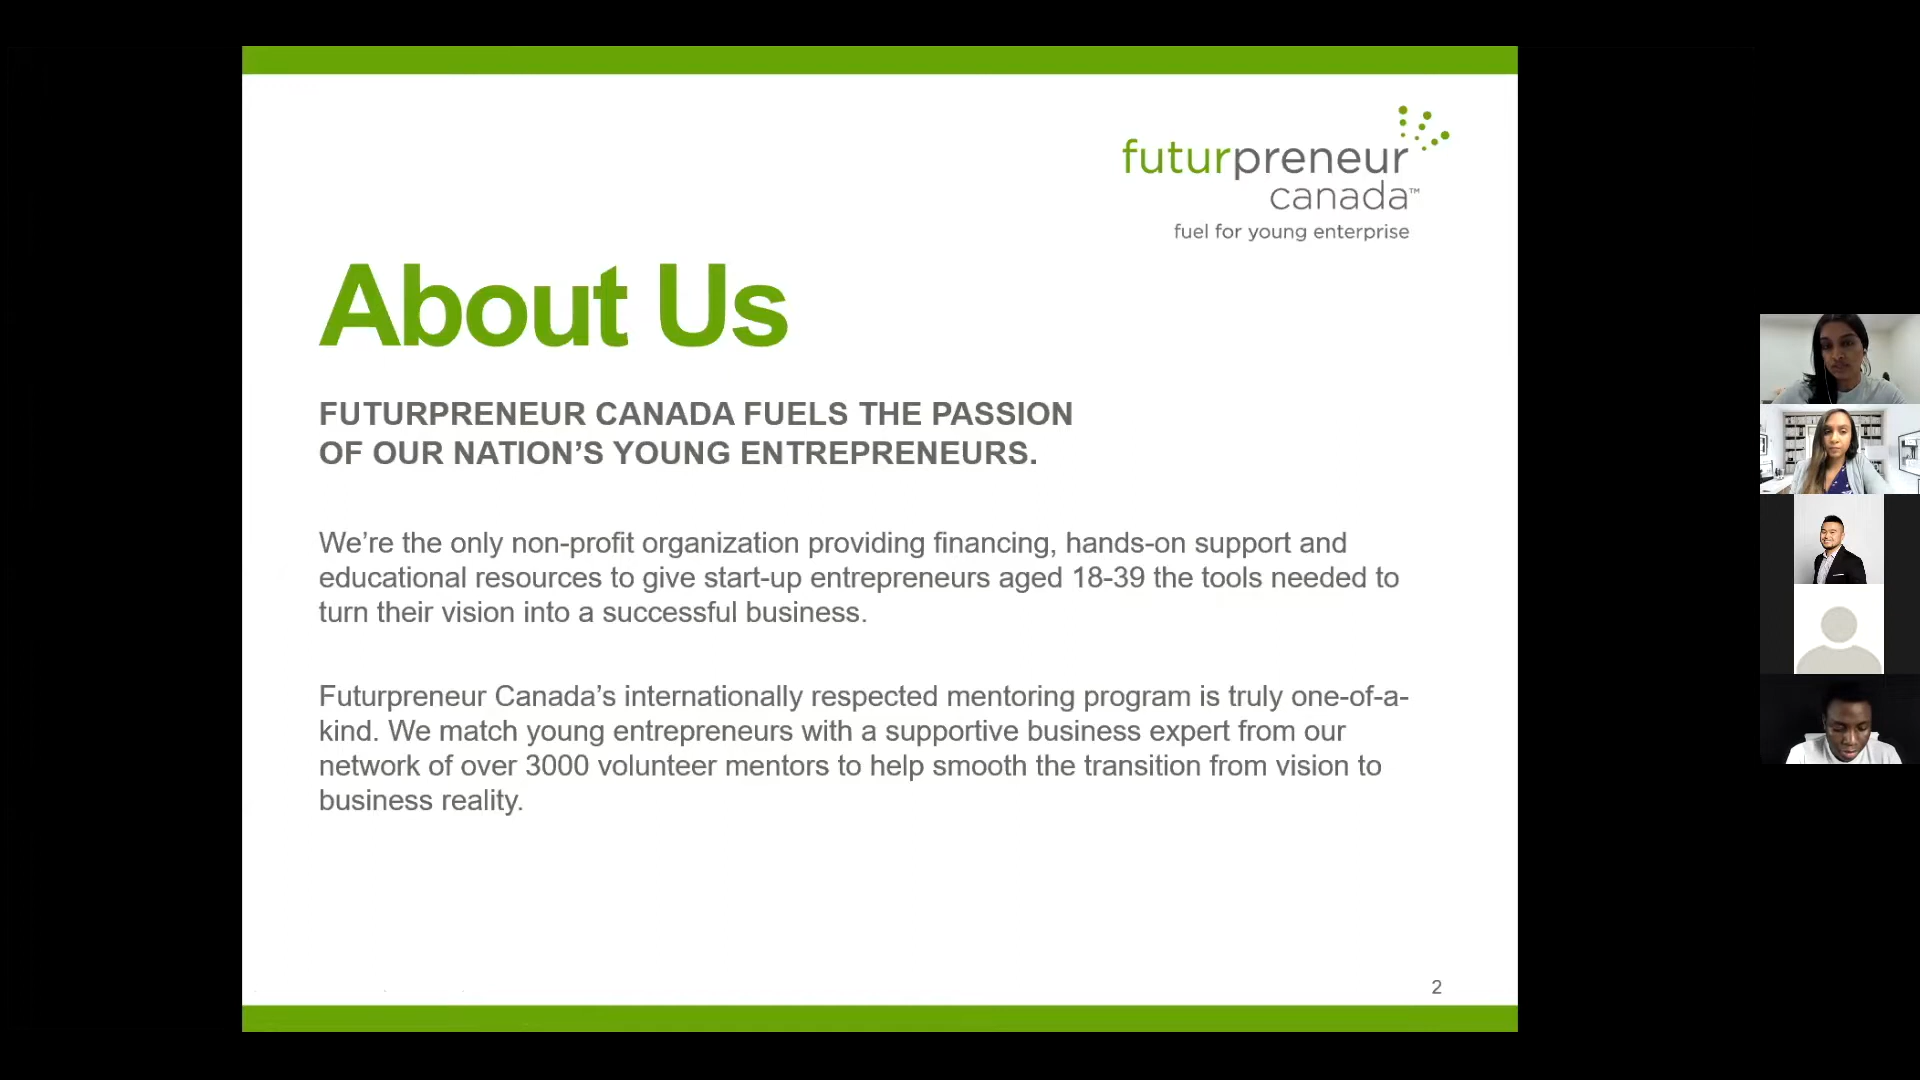 futurpreneur
canada™
fuel for young enterprise
About Us
FUTURPRENEUR CANADA FUELS THE PASSION
OF OUR NATION’S YOUNG ENTREPRENEURS.
We’re the only non-profit organization providing financing, hands-on support and
educational resources to give start-up entrepreneurs aged 18-39 the tools needed to
turn their vision into a successful business.
Futurpreneur Canada’s internationally respected mentoring program is truly one-of-a-
kind. We match young entrepreneurs with a supportive business expert from our
network of over 3000 volunteer mentors to help smooth the transition from vision to
business reality.
2